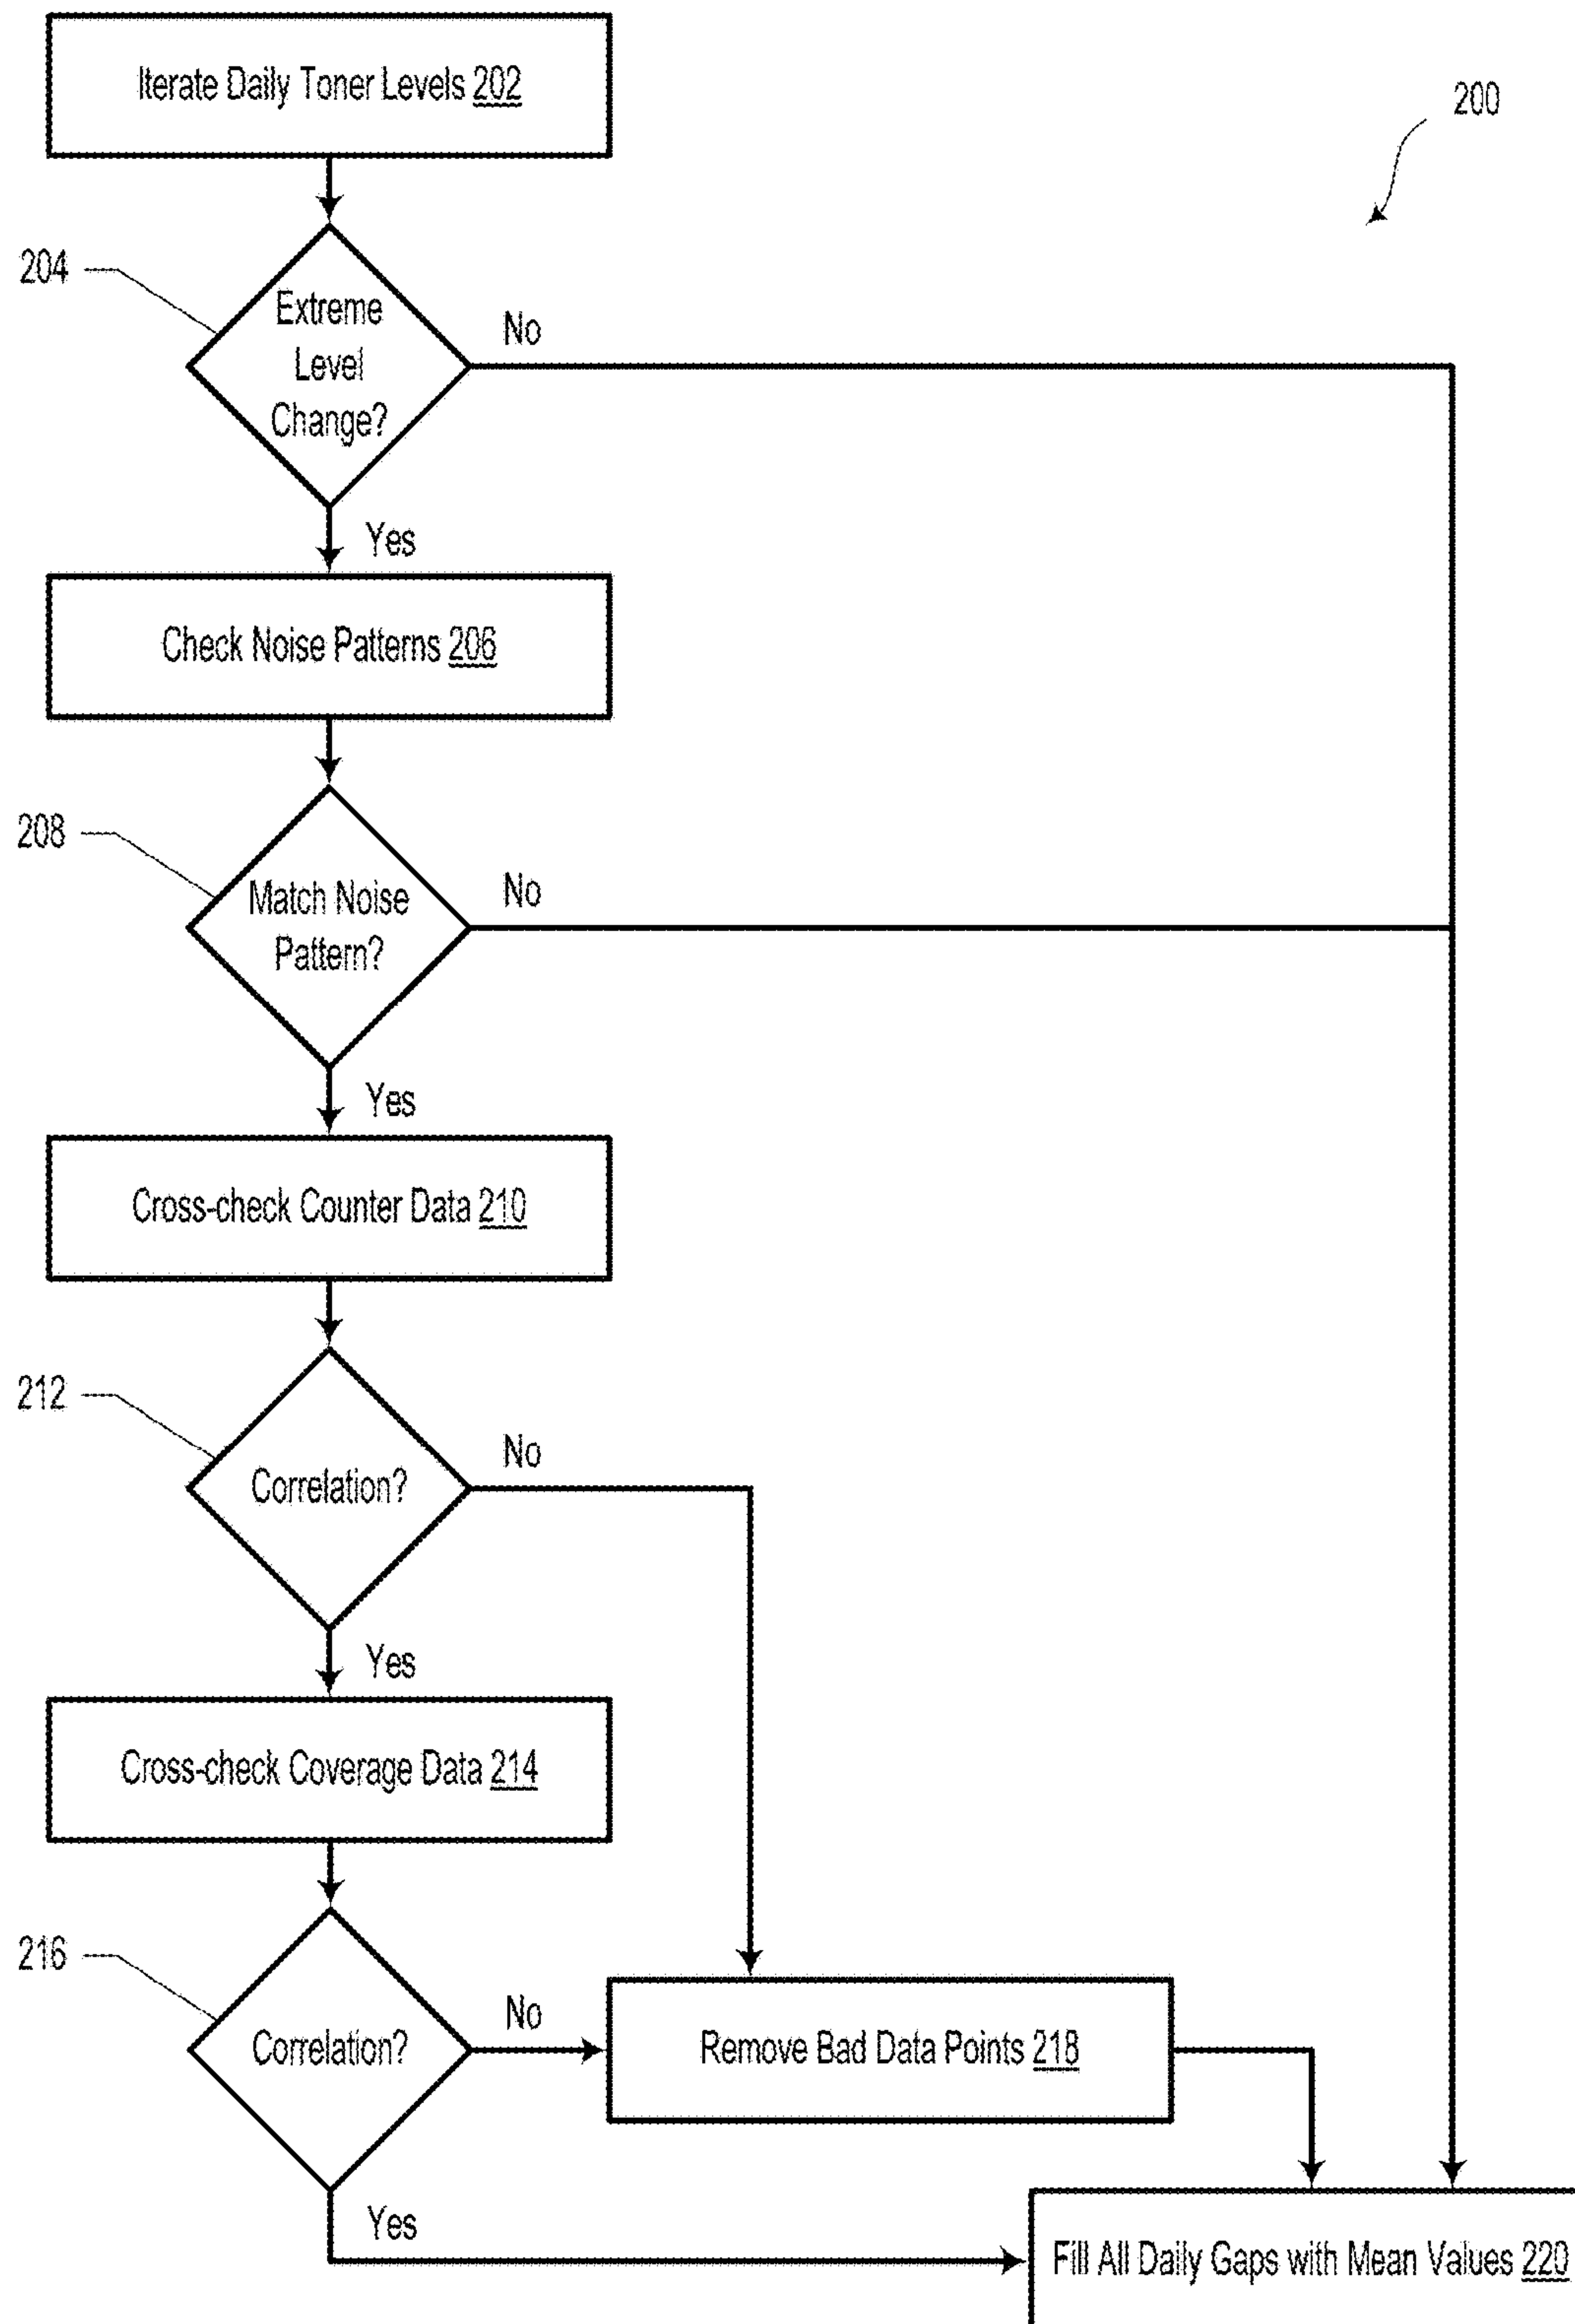 Iterate Daily Toner Levels 202
200
204
Extreme
Level
Change?
No
Yes
Check Noise Patterns 206
208
Match Noise
Pattern?
No
Yes
Cross-check Counter Data 210
212
Correlation?
No
Yes
Cross-check Coverage Data 214
216
Correlation?
No
Remove Bad Data Points 218
Yes
Fill All Daily Gaps with Mean Values 220